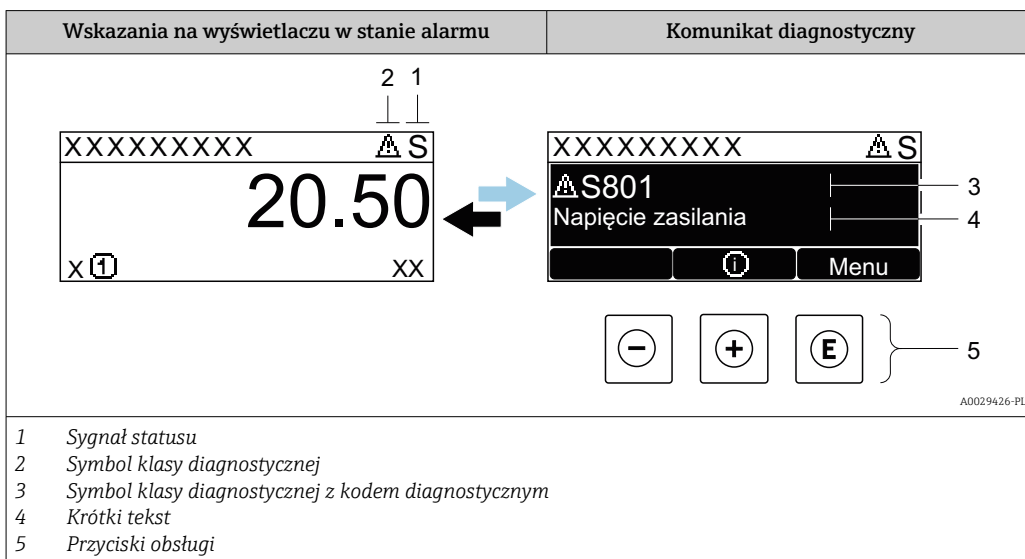 Wskazania na wyświetlaczu w stanie alarmu
Komunikat diagnostyczny
2 1
XXXXXXXXX S
20.50
X 1 XX
XXXXXXXXX S
S801
Napięcie zasilania
i Menu
3
4
- + E
5
A0029426-PL
1 Sygnał statusu
2 Symbol klasy diagnostycznej
3 Symbol klasy diagnostycznej z kodem diagnostycznym
4 Krótki tekst
5 Przyciski obsługi